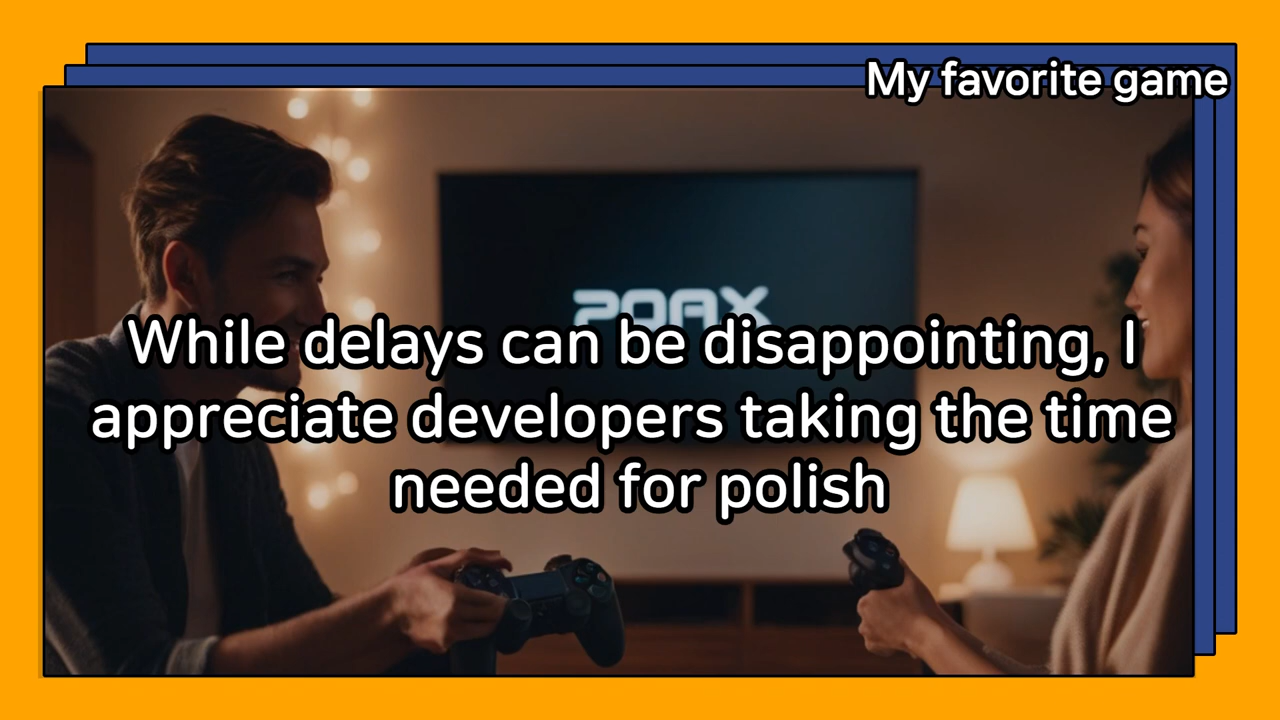 My favorite game
While delays can be disappointing, I
appreciate developers taking the time
needed for polish